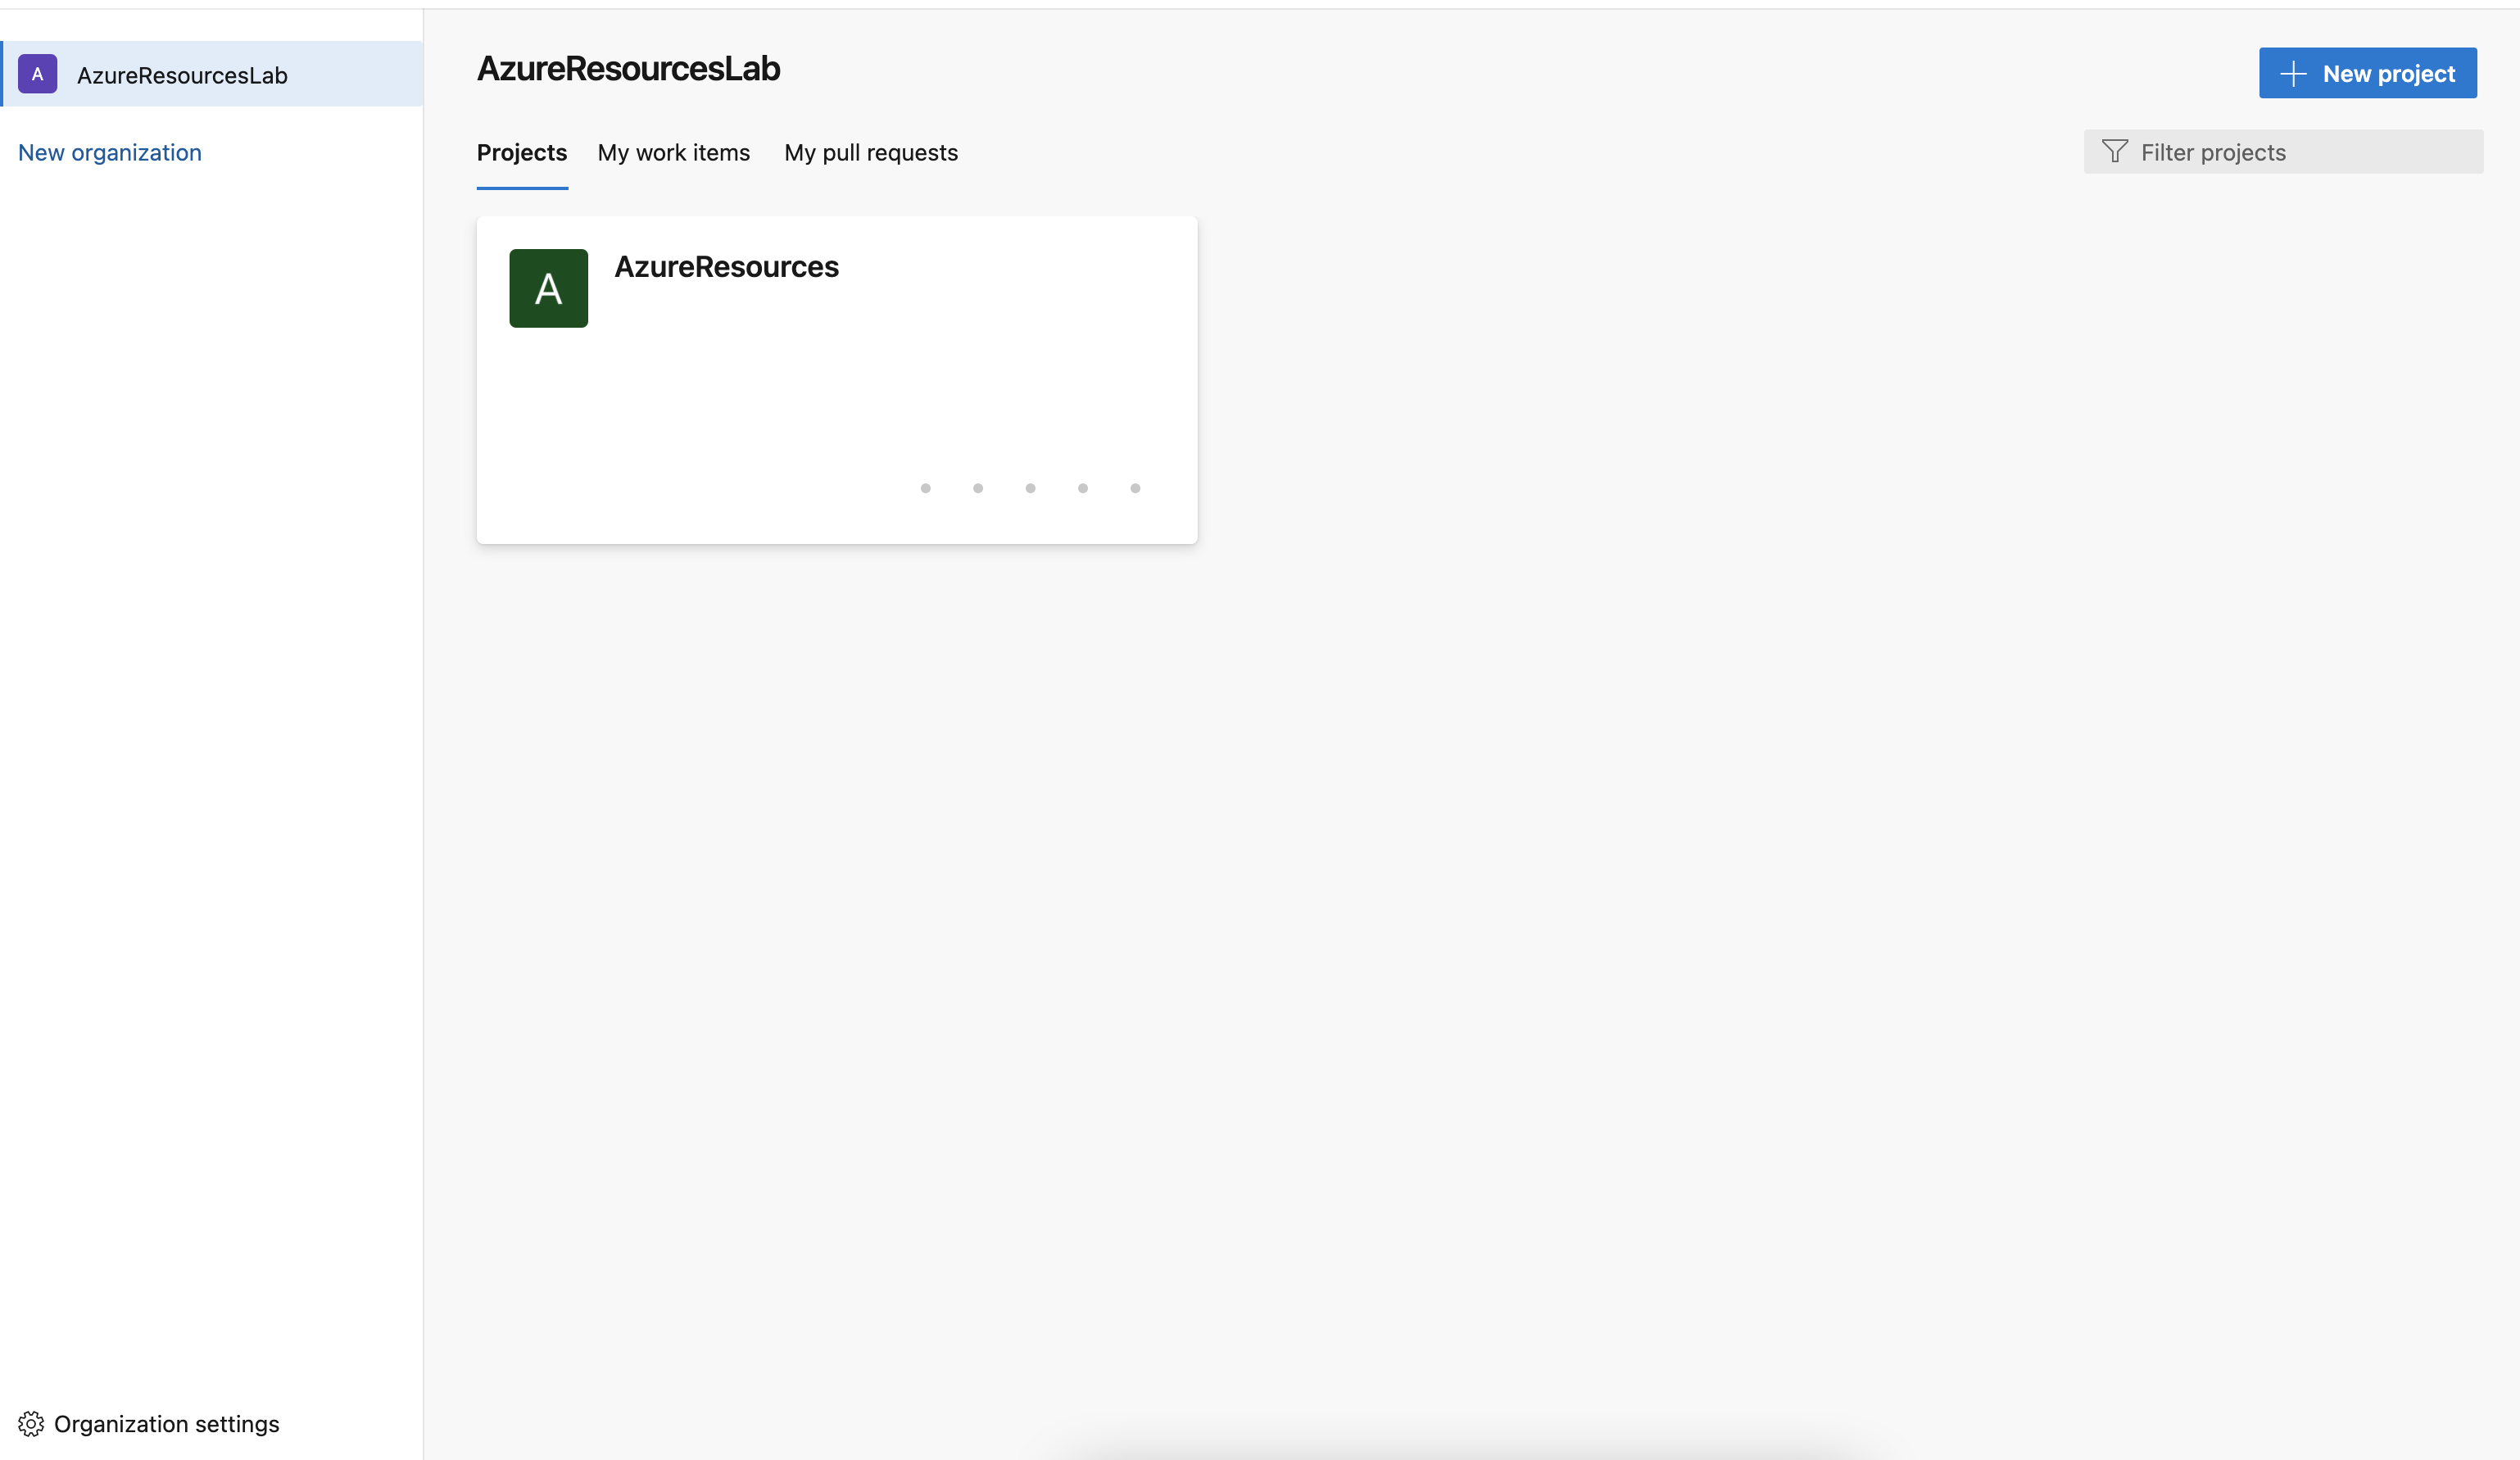 A AzureResourcesLab
New organization
Organization settings
AzureResourcesLab
New project
Projects My work items My pull requests
Filter projects
A AzureResources